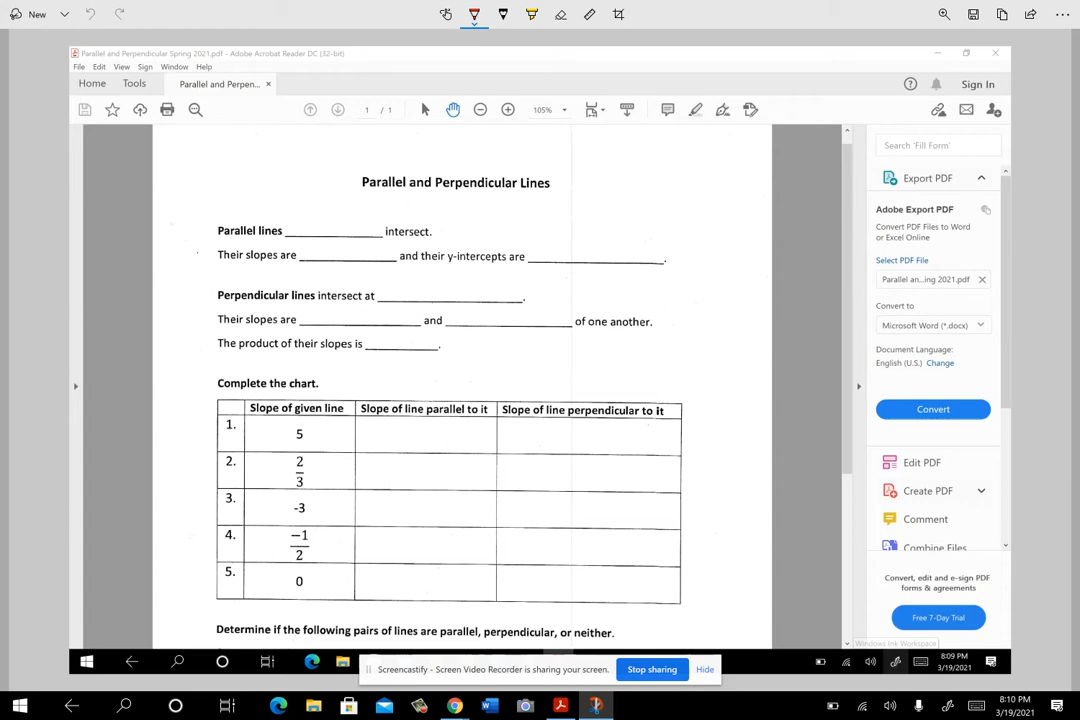 New
Parallel and Perpendicular Spring 2021.pdf - Adobe Acrobat Reader DC (32-bit)
File Edit View Sign Window Help
Home Tools Parallel and Perpen... × Sign In
1 / 1 105%
Search 'Fill Form'
Parallel and Perpendicular Lines
Export PDF
Adobe Export PDF
Convert PDF Files to Word
or Excel Online
Parallel lines ________ intersect.
Their slopes are ________ and their y-intercepts are ________.
Select PDF File
Parallel an...ing 2021.pdf ×
Perpendicular lines intersect at ________.
Convert to
Their slopes are ________ and ________ of one another.
Microsoft Word (*.docx)
The product of their slopes is ________.
Document Language:
English (U.S.) Change
Complete the chart.
Convert
Slope of given line Slope of line parallel to it Slope of line perpendicular to it
1. 5
2. 2/3
3. -3
4. −1/2
5. 0
Edit PDF
Create PDF
Comment
Combine Files
Convert, edit and e-sign PDF
forms & agreements
Free 7-Day Trial
Determine if the following pairs of lines are parallel, perpendicular, or neither.
Windows Ink Workspace
Screencastify - Screen Video Recorder is sharing your screen. Stop sharing Hide
8:09 PM
3/19/2021
8:10 PM
3/19/2021